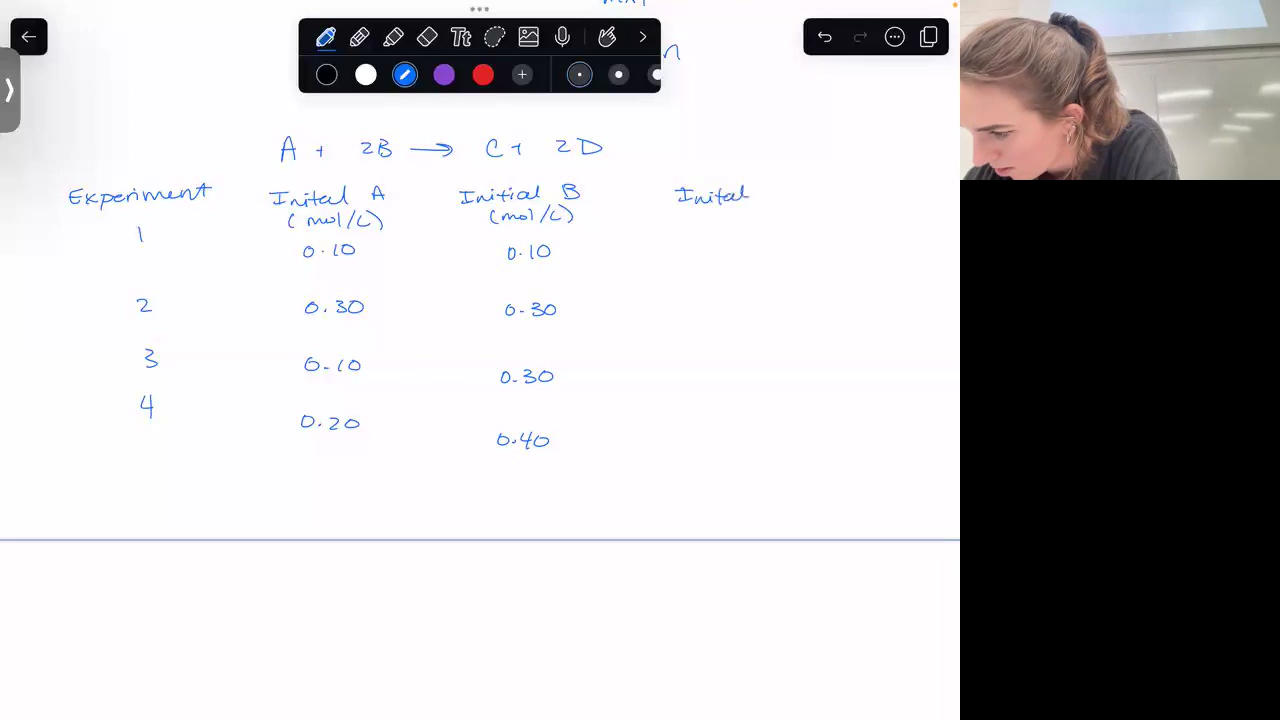 Tt
A + 2B → C + 2D
Experiment Inital A Initial B Inital
(mol/L) (mol/L)
1 0.10 0.10
2 0.30 0.30
3 0.10 0.30
4 0.20 0.40